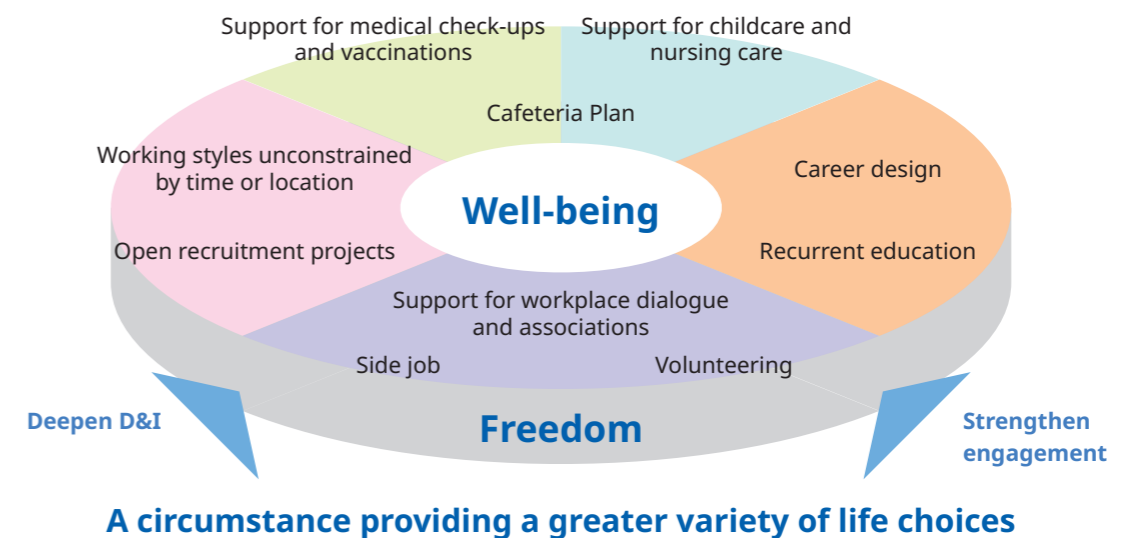 Support for medical check-ups
and vaccinations
Support for childcare and
nursing care
Cafeteria Plan
Working styles unconstrained
by time or location
Open recruitment projects
Well-being
Career design
Recurrent education
Support for workplace dialogue
and associations
Side job
Volunteering
Freedom
Deepen D&I
Strengthen
engagement
A circumstance providing a greater variety of life choices